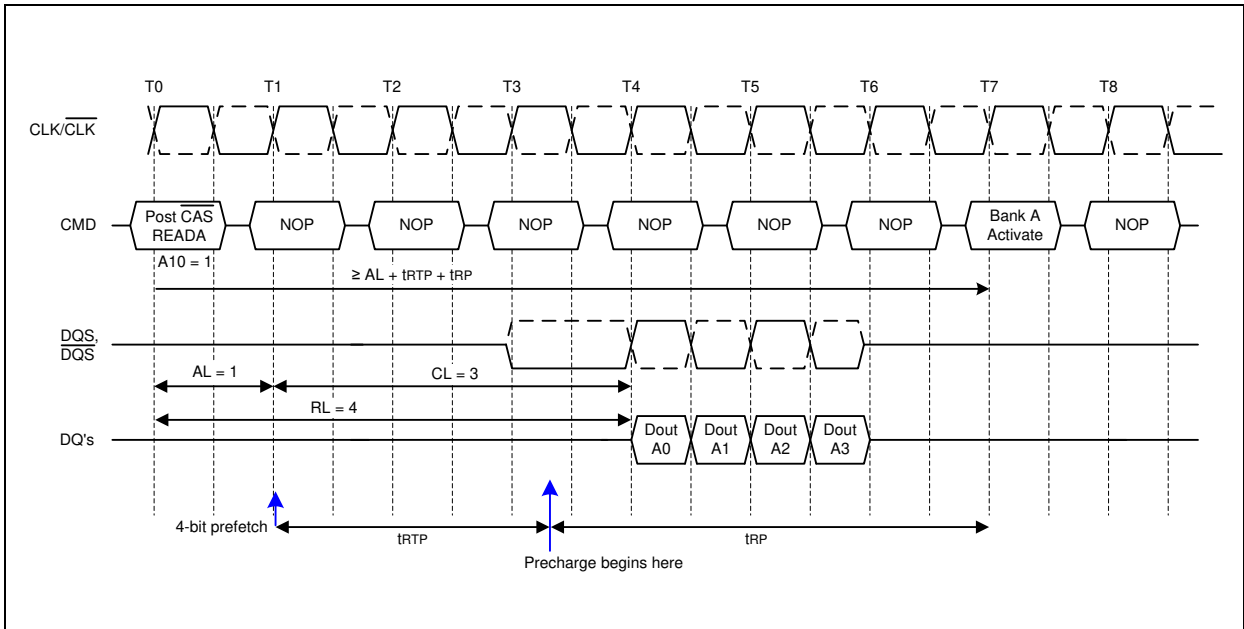 T0 T1 T2 T3 T4 T5 T6 T7 T8
CLK/CLK
CMD
Post CAS
READA
NOP NOP NOP NOP NOP NOP
Bank A
Activate
NOP
A10 = 1
≥ AL + tRTP + tRP
DQS,
DQS
AL = 1
CL = 3
RL = 4
DQ's
Dout
A0
Dout
A1
Dout
A2
Dout
A3
4-bit prefetch
tRTP
tRP
Precharge begins here